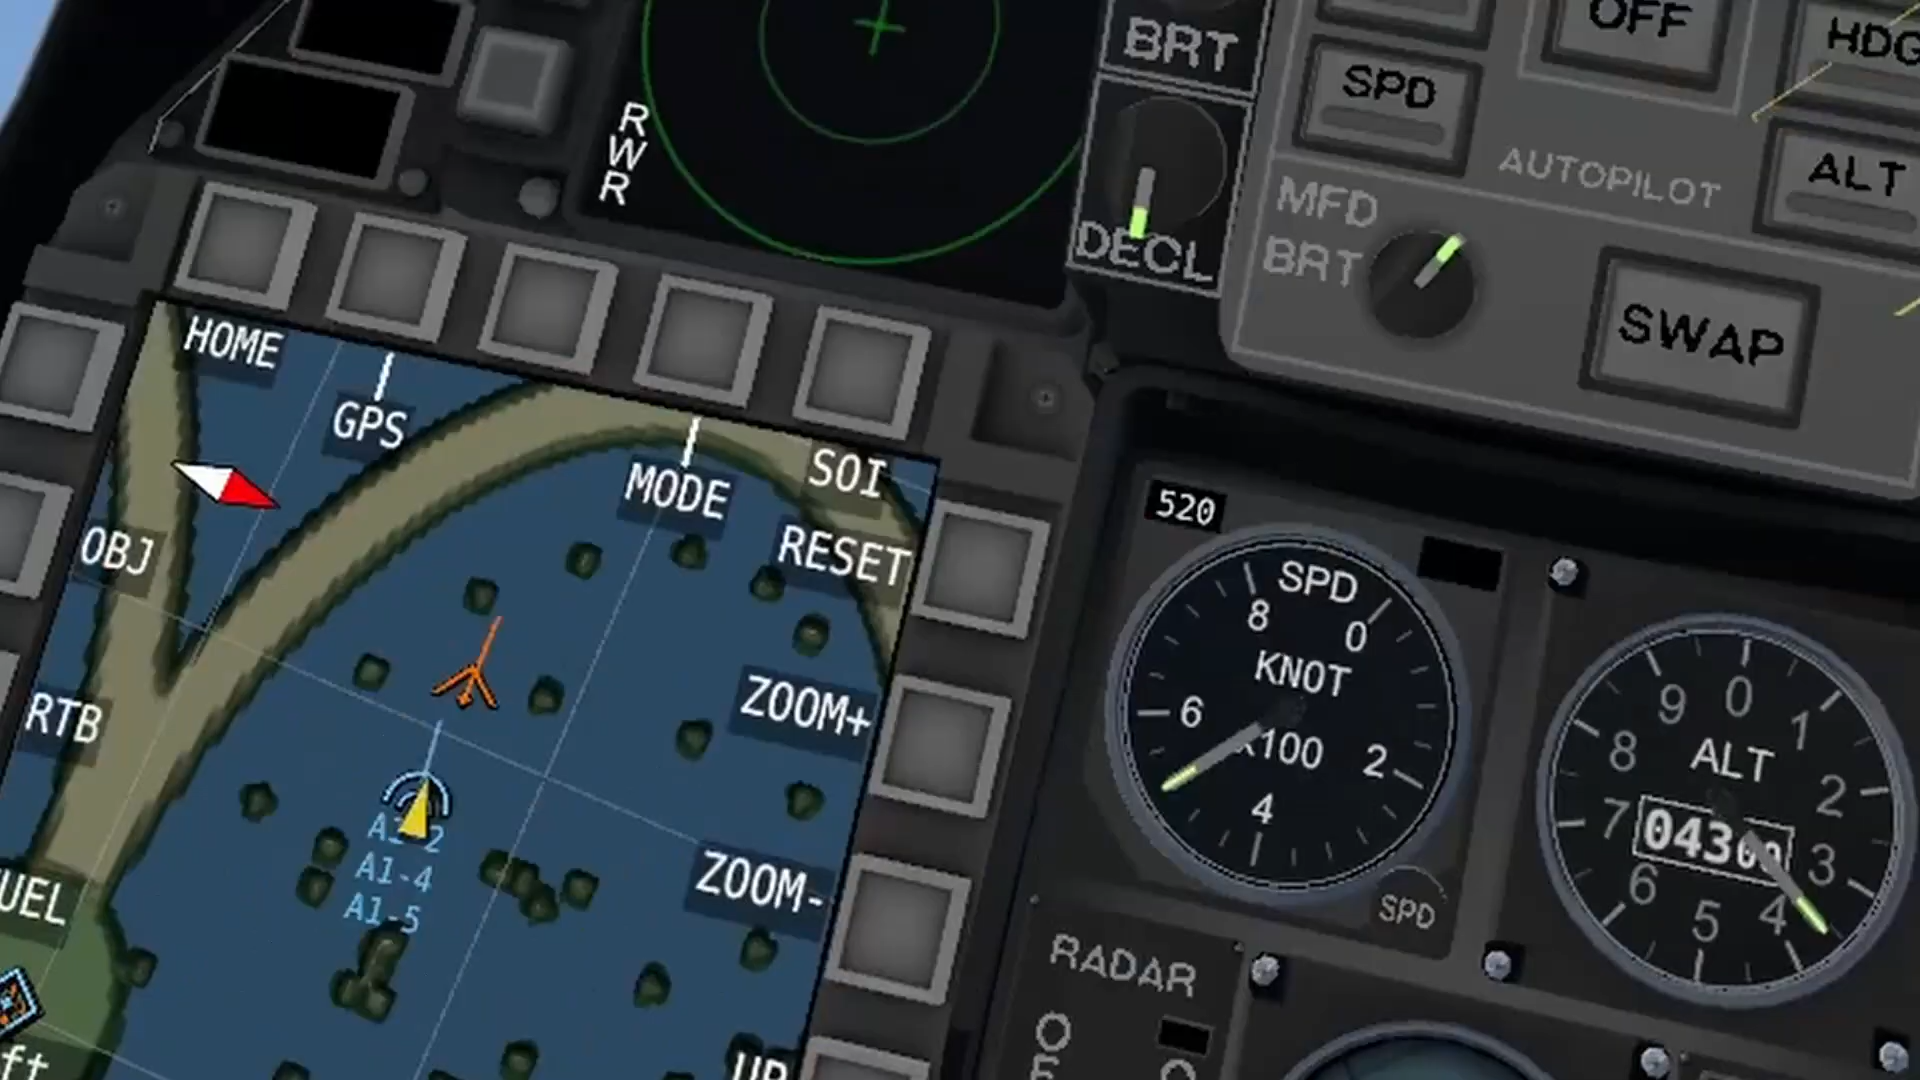 BRT
OFF
HDG
SPD
RWR
AUTOPILOT
ALT
MFD
BRT
DECL
SWAP
HOME
GPS
MODE
SOI
OBJ
RESET
RTB
ZOOM+
ZOOM-
A1-4
A1-5
520
SPD
8 0
KNOT
6 x100 2
4
SPD
9 0 1
8 ALT 2
7 04300 3
6 5 4
RADAR